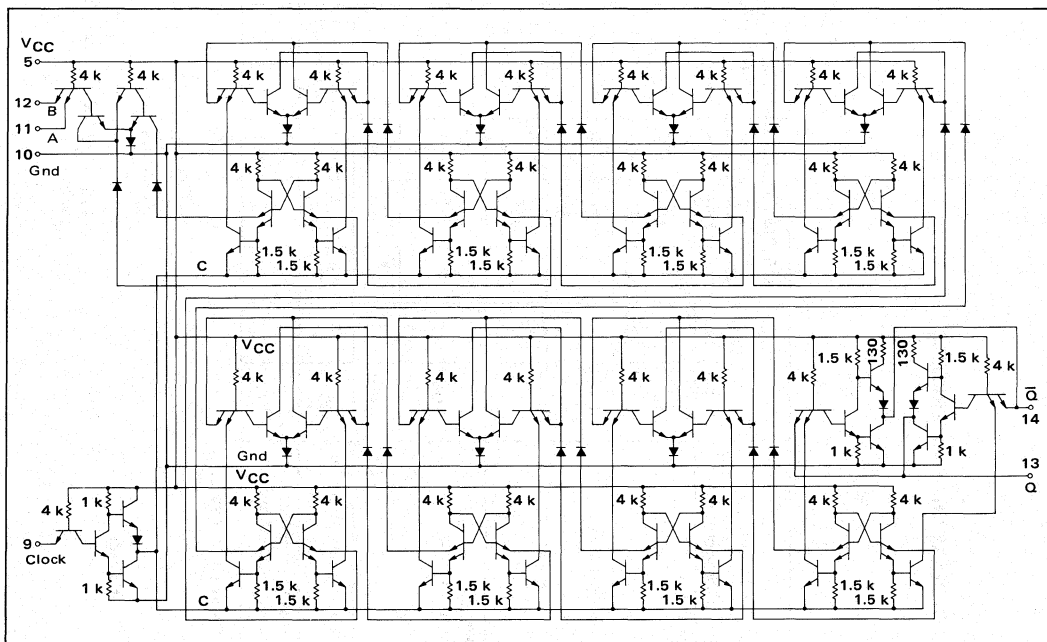 VCC
5
4 k 4 k 4 k 4 k 4 k 4 k 4 k 4 k 4 k 4 k
12 B
11 A
10 Gnd
4 k 4 k 4 k 4 k 4 k 4 k 4 k 4 k
1.5 k 1.5 k 1.5 k 1.5 k
C 1.5 k 1.5 k 1.5 k 1.5 k
VCC
1.5 k 130 130 1.5 k
4 k 4 k 4 k 4 k 4 k 4 k 4 k 4 k
Q̅
14
Gnd 1 k 1 k
13
Q
VCC
4 k 1 k 4 k 4 k 4 k 4 k 4 k 4 k 4 k 4 k
9
Clock
1 k
1.5 k 1.5 k 1.5 k 1.5 k
C 1.5 k 1.5 k 1.5 k 1.5 k